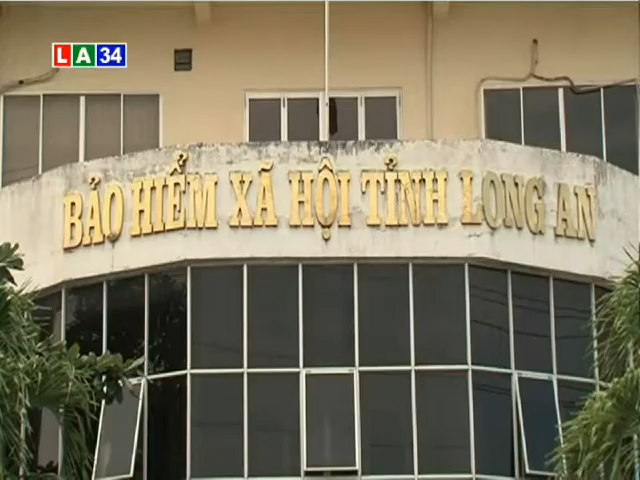 LA34
BẢO HIỂM XÃ HỘI TỈNH LONG AN